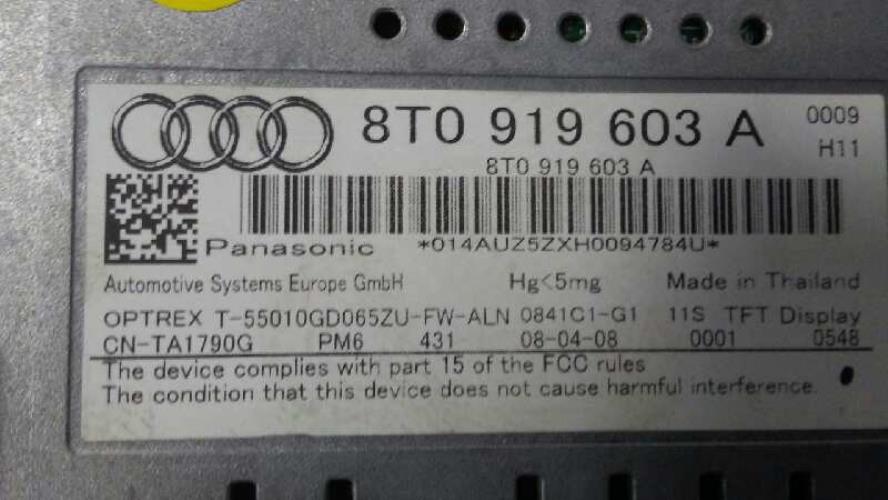 8T0 919 603 A 0009
H11
8T0 919 603 A
Panasonic *014AUZ5ZXH0094784U*
Automotive Systems Europe GmbH Hg<5mg Made in Thailand
OPTREX T-55010GD065ZU-FW-ALN 0841C1-G1 11S TFT Display
CN-TA1790G PM6 431 08-04-08 0001 0548
The device complies with part 15 of the FCC rules
The condition that this device does not cause harmful interference.